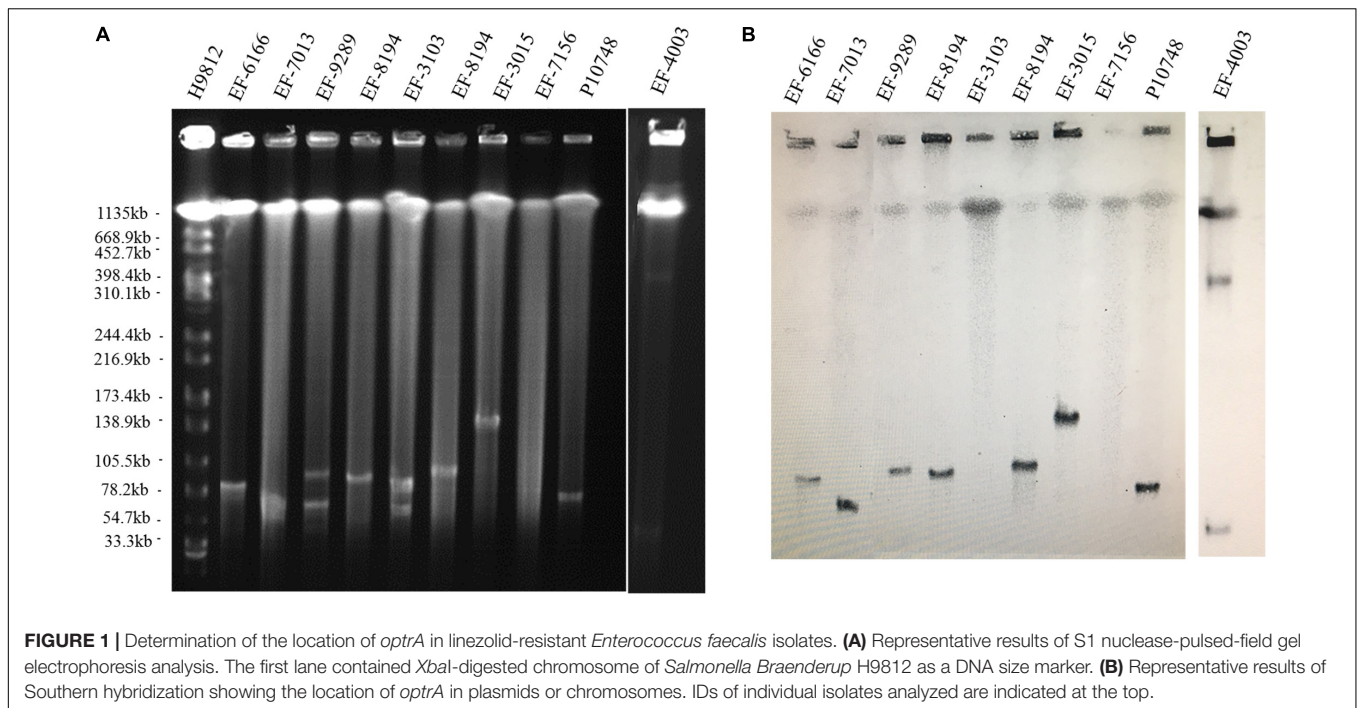 A
H9812
EF-6166
EF-7013
EF-9289
EF-8194
EF-3103
EF-8194
EF-3015
EF-7156
P10748
EF-4003
1135kb -
668.9kb -
452.7kb -
398.4kb -
310.1kb -
244.4kb -
216.9kb -
173.4kb -
138.9kb -
105.5kb -
78.2kb -
54.7kb -
33.3kb -
B
EF-6166
EF-7013
EF-9289
EF-8194
EF-3103
EF-8194
EF-3015
EF-7156
P10748
EF-4003
FIGURE 1 | Determination of the location of optrA in linezolid-resistant Enterococcus faecalis isolates. (A) Representative results of S1 nuclease-pulsed-field gel
electrophoresis analysis. The first lane contained XbaI-digested chromosome of Salmonella Braenderup H9812 as a DNA size marker. (B) Representative results of
Southern hybridization showing the location of optrA in plasmids or chromosomes. IDs of individual isolates analyzed are indicated at the top.